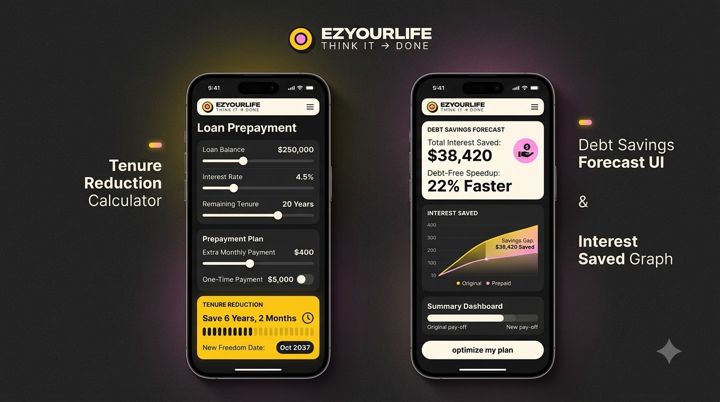 EZYOURLIFE
THINK IT → DONE
Tenure
Reduction
Calculator
9:41
EZYOURLIFE
THINK IT → DONE
Loan Prepayment
Loan Balance $250,000
Interest Rate 4.5%
Remaining Tenure 20 Years
Prepayment Plan
Extra Monthly Payment $400
One-Time Payment $5,000
TENURE REDUCTION
Save 6 Years, 2 Months
New Freedom Date: Oct 2037
9:41
EZYOURLIFE
THINK IT → DONE
DEBT SAVINGS FORECAST
Total Interest Saved:
$38,420
Debt-Free Speedup:
22% Faster
INTEREST SAVED
400
300
200
100
10
Savings Gap:
$38,420 Saved
Original Prepaid
Summary Dashboard
Original pay-off New pay-off
optimize my plan
Debt Savings
Forecast UI
&
Interest
Saved Graph